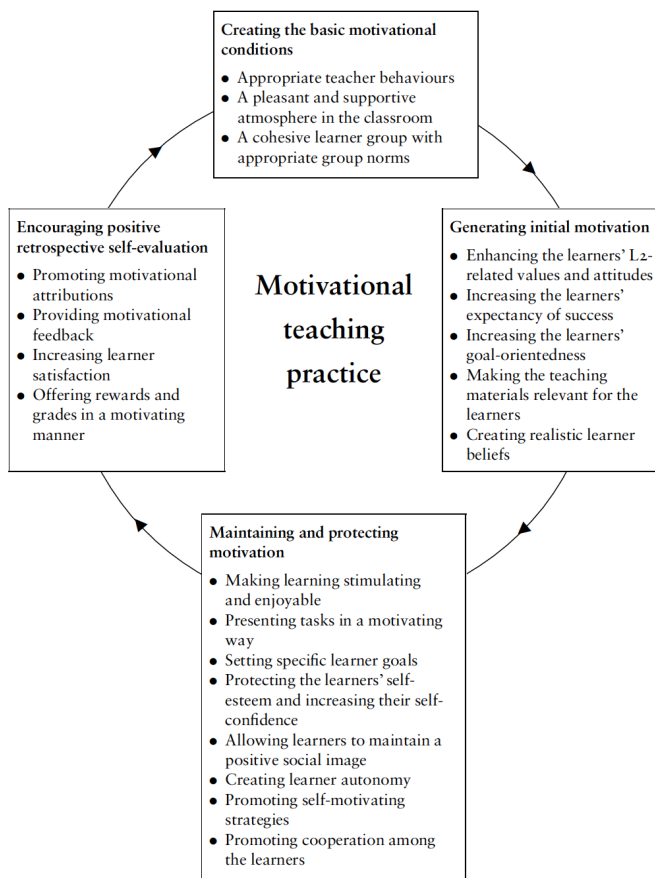 Creating the basic motivational
conditions
● Appropriate teacher behaviours
● A pleasant and supportive
atmosphere in the classroom
● A cohesive learner group with
appropriate group norms
Generating initial motivation
● Enhancing the learners’ L2-
related values and attitudes
● Increasing the learners’
expectancy of success
● Increasing the learners’
goal-orientedness
● Making the teaching
materials relevant for the
learners
● Creating realistic learner
beliefs
Maintaining and protecting
motivation
● Making learning stimulating
and enjoyable
● Presenting tasks in a motivating
way
● Setting specific learner goals
● Protecting the learners’ self-
esteem and increasing their self-
confidence
● Allowing learners to maintain a
positive social image
● Creating learner autonomy
● Promoting self-motivating
strategies
● Promoting cooperation among
the learners
Encouraging positive
retrospective self-evaluation
● Promoting motivational
attributions
● Providing motivational
feedback
● Increasing learner
satisfaction
● Offering rewards and
grades in a motivating
manner
Motivational
teaching
practice